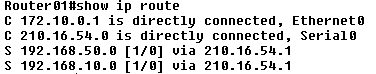 Router01#show ip route
C 172.10.0.1 is directly connected, Ethernet0
C 210.16.54.0 is directly connected, Serial0
S 192.168.50.0 [1/0] via 210.16.54.1
S 192.168.10.0 [1/0] via 210.16.54.1